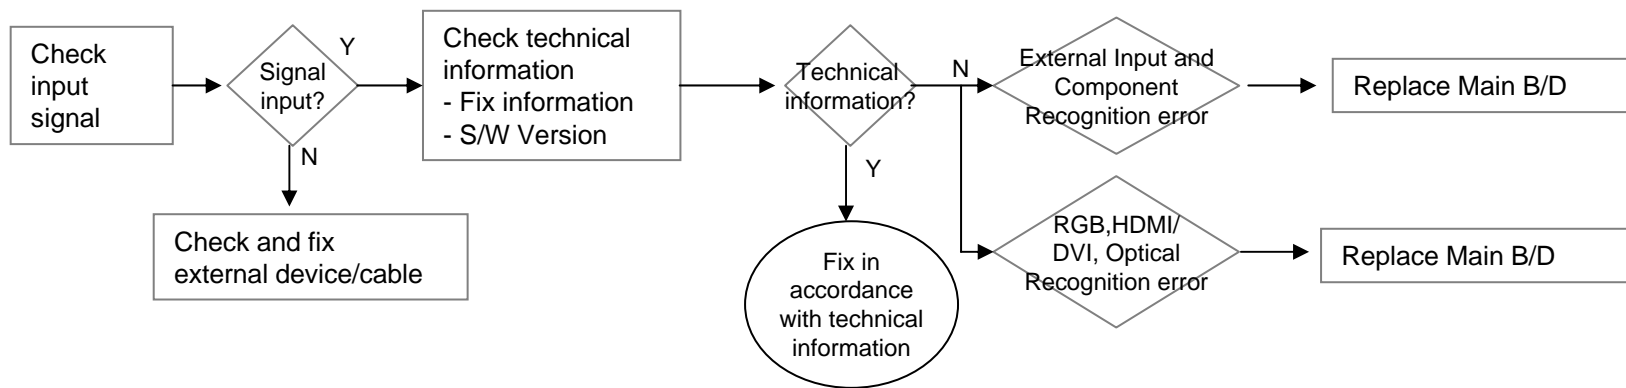 Check
input
signal
Signal
input?
Y
N
Check and fix
external device/cable
Check technical
information
- Fix information
- S/W Version
Technical
information?
N
Y
Fix in
accordance
with technical
information
External Input and
Component
Recognition error
Replace Main B/D
RGB,HDMI/
DVI, Optical
Recognition error
Replace Main B/D